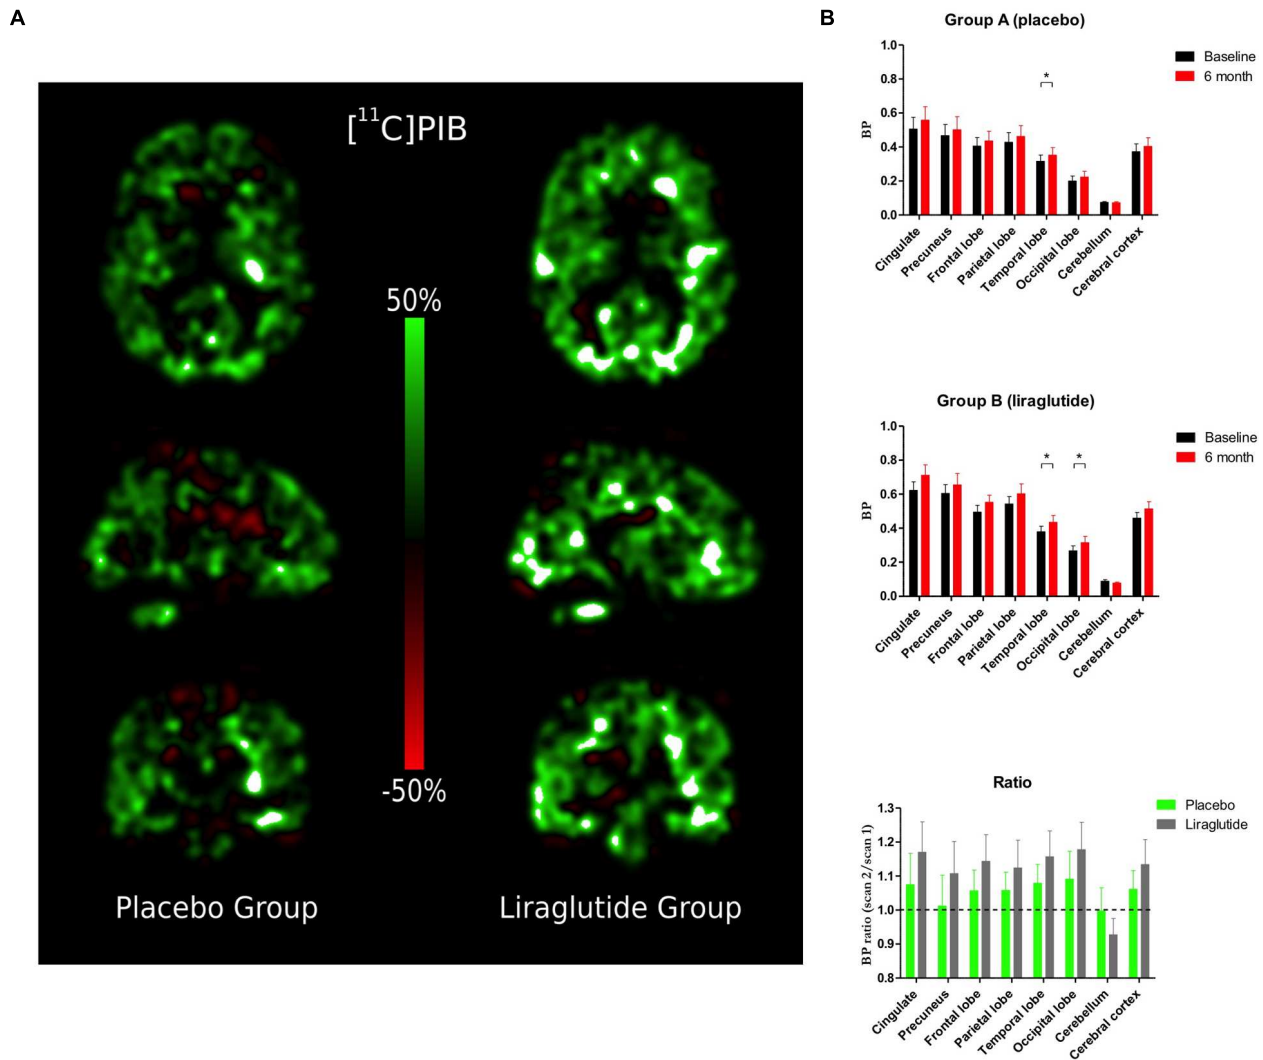 A
[11C]PIB
50%
-50%
Placebo Group
Liraglutide Group
B
Group A (placebo)
Baseline
6 month
BP
1.0
0.8
0.6
0.4
0.2
0.0
*
Cingulate
Precuneus
Frontal lobe
Parietal lobe
Temporal lobe
Occipital lobe
Cerebellum
Cerebral cortex
Group B (liraglutide)
Baseline
6 month
BP
1.0
0.8
0.6
0.4
0.2
0.0
* *
Cingulate
Precuneus
Frontal lobe
Parietal lobe
Temporal lobe
Occipital lobe
Cerebellum
Cerebral cortex
Ratio
Placebo
Liraglutide
BP ratio (scan 2/scan 1)
1.3
1.2
1.1
1.0
0.9
0.8
Cingulate
Precuneus
Frontal lobe
Parietal lobe
Temporal lobe
Occipital lobe
Cerebellum
Cerebral cortex